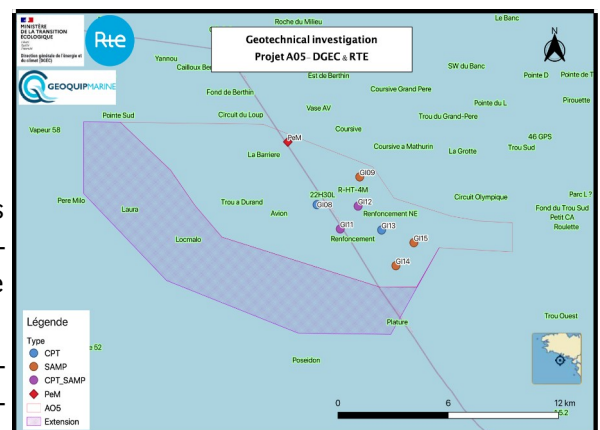 MINISTÈRE
DE LA TRANSITION
ÉCOLOGIQUE
Direction générale de l'énergie et
du climat (DGEC)
Rte
GEOQUIPMARINE
Geotechnical investigation
Projet A05– DGEC & RTE
N
Roche du Milieu
Le Banc
Yannou
Est de Berthin
SW du Banc
Pointe D
Pointe de T
Fond de Berthin
Coursive Grand Pere
Pirouette
Vase AV
Pointe du L
Pointe Sud
Circuit du Loup
Trou du Grand-Pere
Vapeur 58
Coursive
46 GPS
PeM
La Barriere
Coursive a Mathurin
La Grotte
Trou Sud
GI09
R-HT-4M
22H30L
Pere Milo
Laura
Trou a Durand
GI08
GI12
Circuit Olympique
Parc L ?
Fond du Trou Sud
Avion
Renforcement NE
Petit CA
Roulette
GI11
GI13
Locmalo
Renforcement
GI15
GI14
Légende
Type
CPT
SAMP
CPT_SAMP
PeM
AO5
Extension
e 52
Plature
Trou Ouest
Poseidon
0
6
12 km
s
e